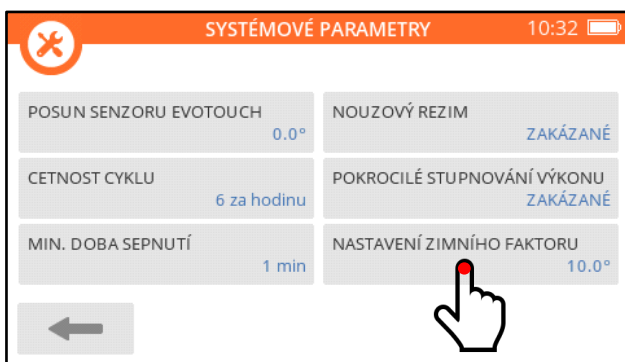 SYSTÉMOVÉ PARAMETRY 10:32
POSUN SENZORU EVOTOUCH
0.0°
NOUZOVÝ REZIM
ZAKÁZANÉ
CETNOST CYKLU
6 za hodinu
POKROCILÉ STUPNOVÁNÍ VÝKONU
ZAKÁZANÉ
MIN. DOBA SEPNUTÍ
1 min
NASTAVENÍ ZIMNÍHO FAKTORU
10.0°